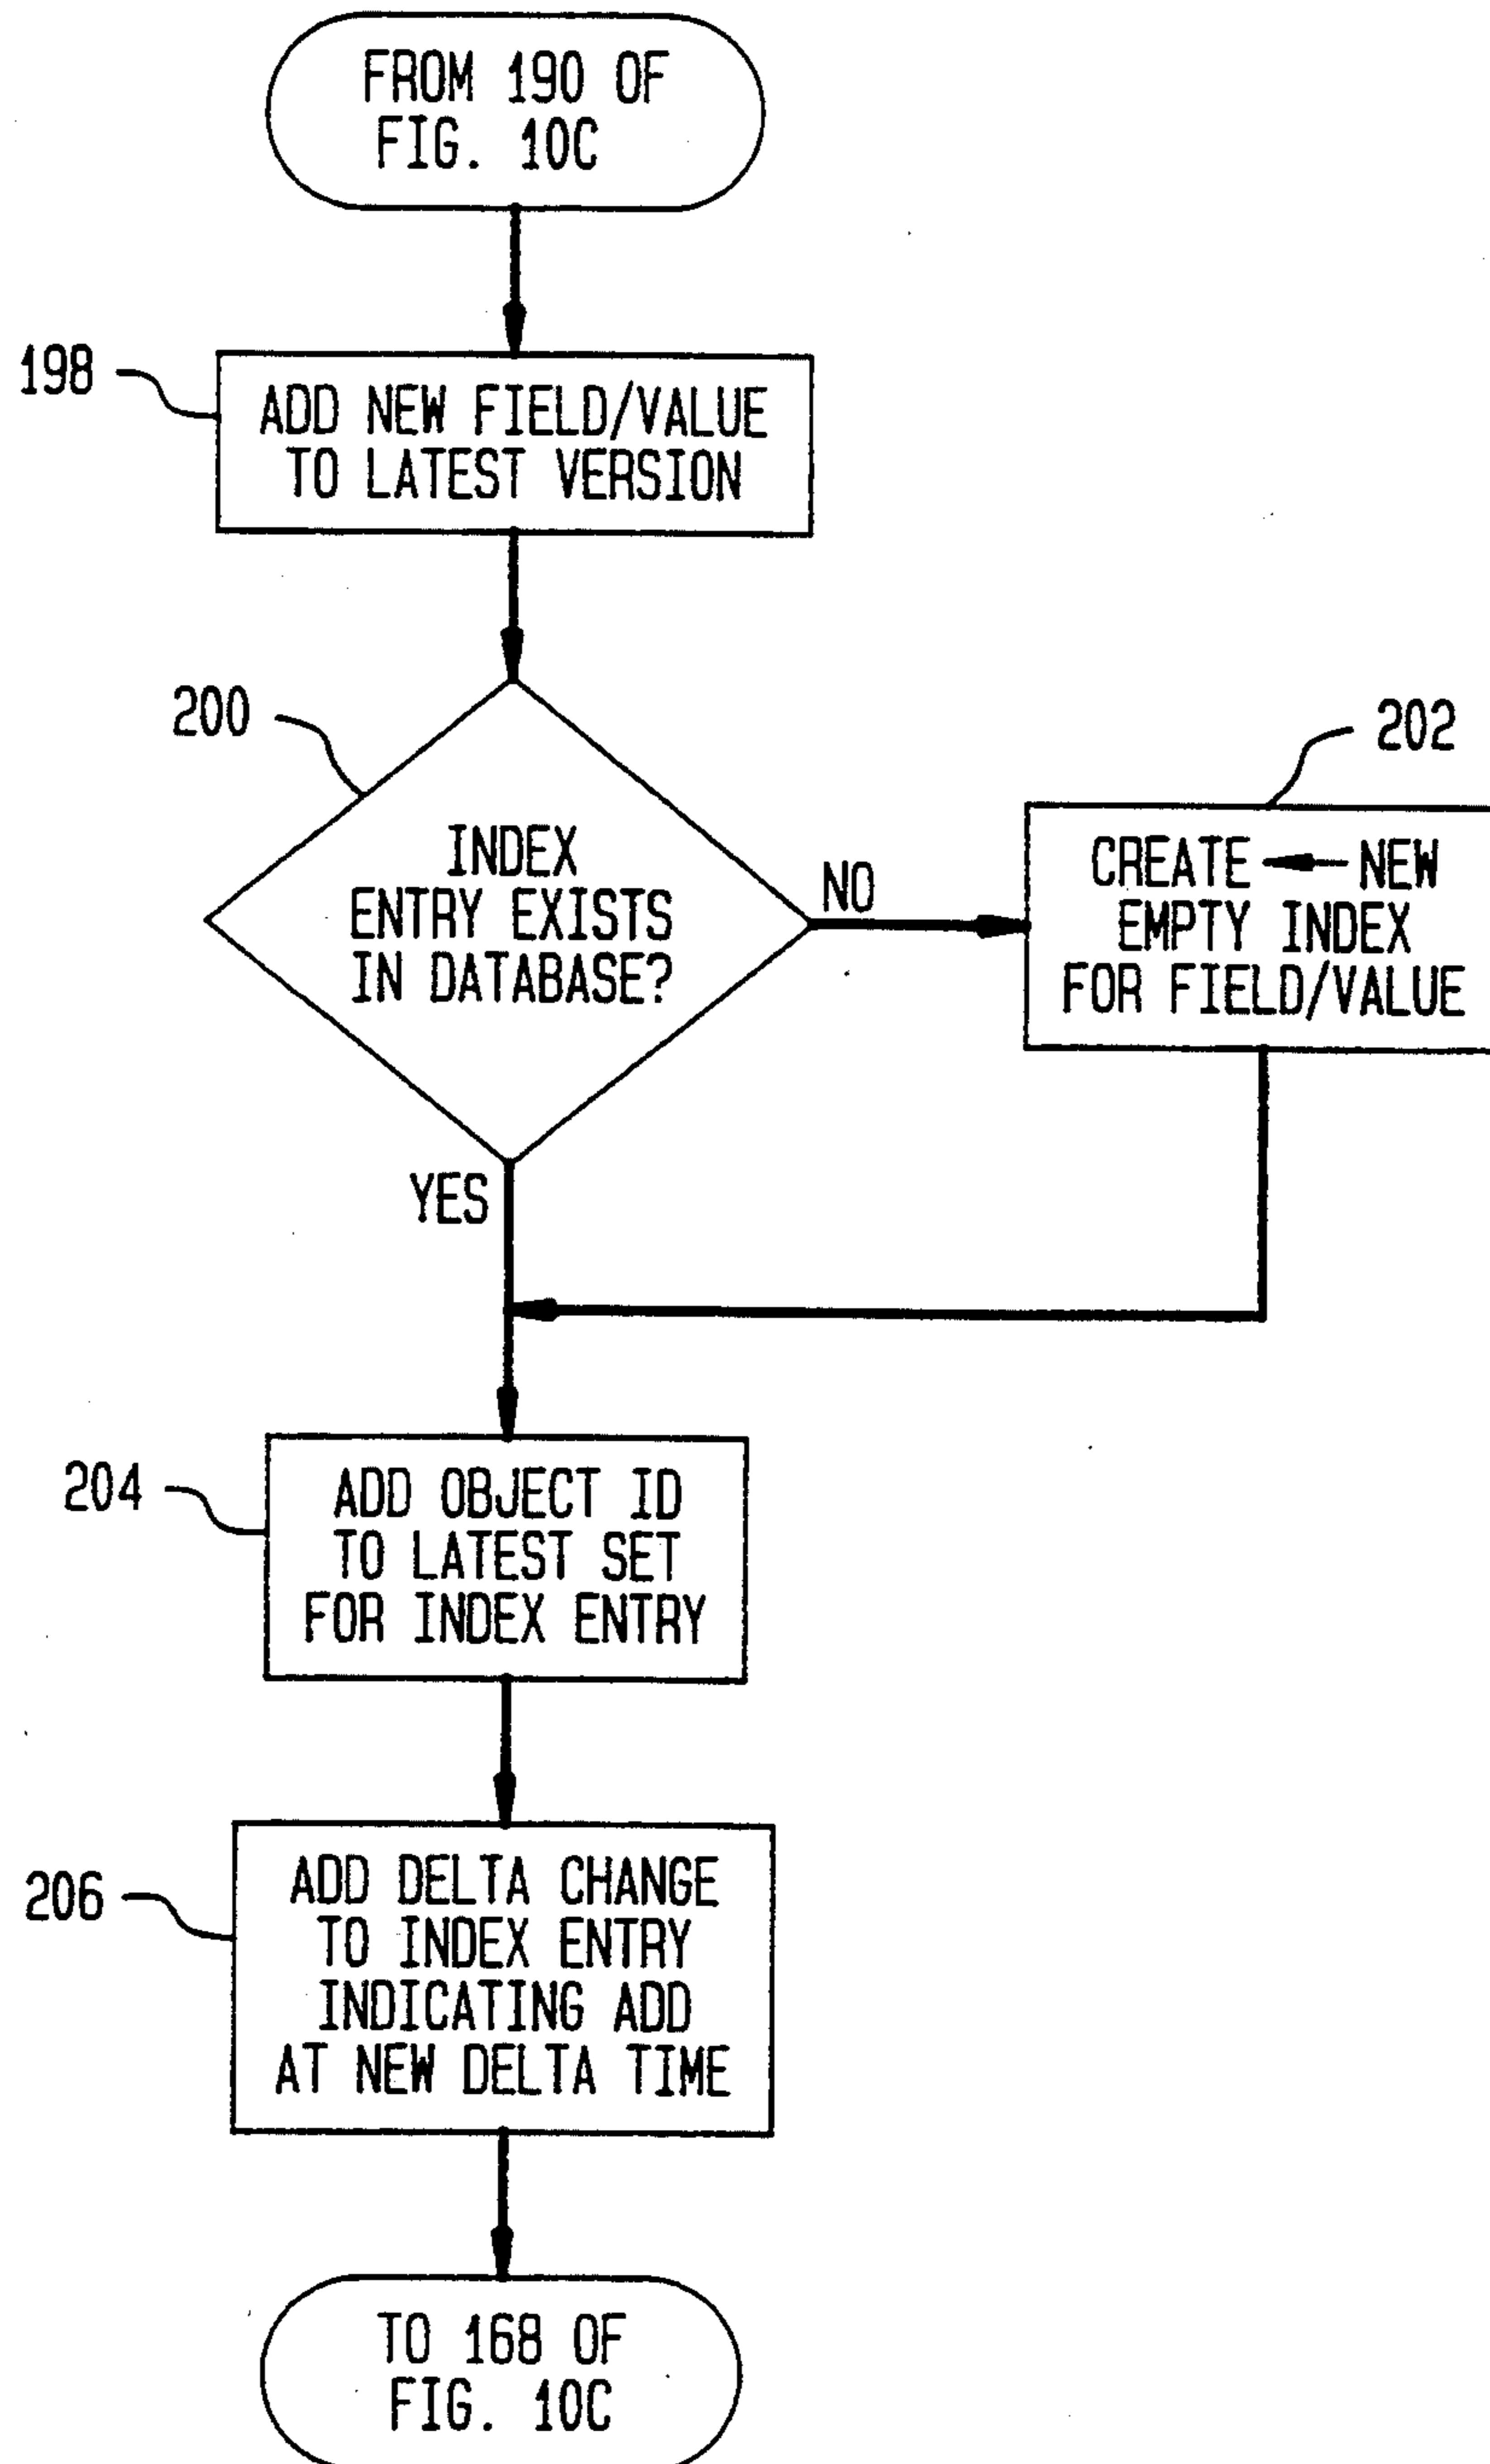 FROM 190 OF
FIG. 10C
198
ADD NEW FIELD/VALUE
TO LATEST VERSION
200
INDEX
ENTRY EXISTS
IN DATABASE?
NO
202
CREATE NEW
EMPTY INDEX
FOR FIELD/VALUE
YES
204
ADD OBJECT ID
TO LATEST SET
FOR INDEX ENTRY
206
ADD DELTA CHANGE
TO INDEX ENTRY
INDICATING ADD
AT NEW DELTA TIME
TO 168 OF
FIG. 10C